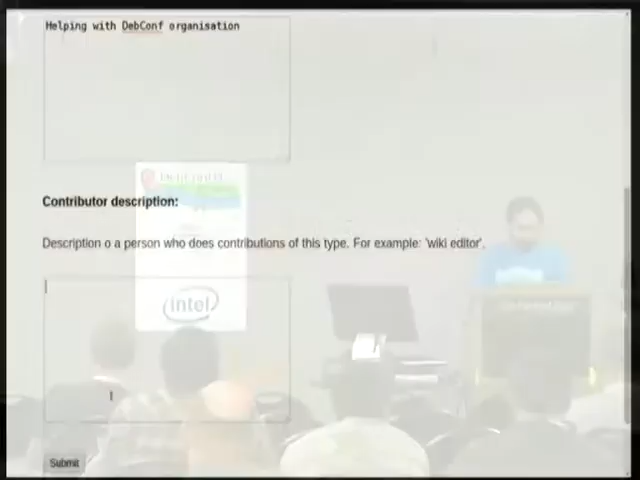 Helping with DebConf organisation
Contributor description:
Description o a person who does contributions of this type. For example: 'wiki editor'.
intel
Submit